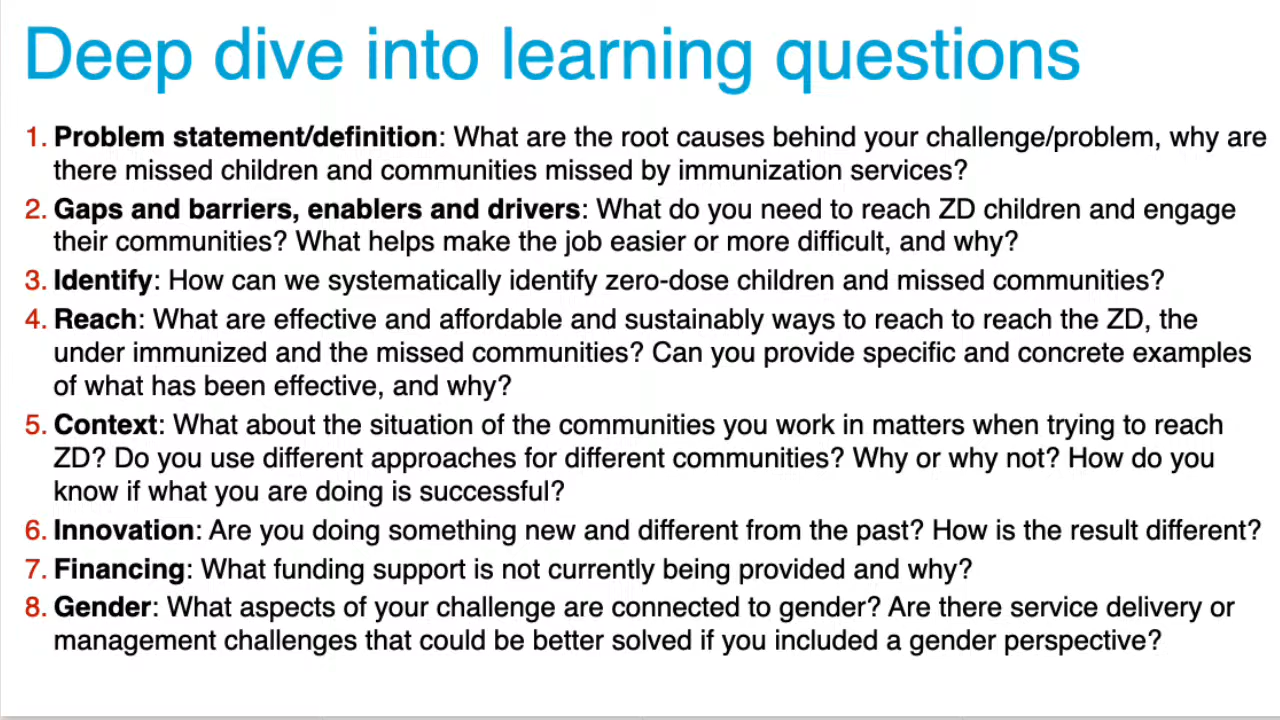 Deep dive into learning questions
1. Problem statement/definition: What are the root causes behind your challenge/problem, why are
there missed children and communities missed by immunization services?
2. Gaps and barriers, enablers and drivers: What do you need to reach ZD children and engage
their communities? What helps make the job easier or more difficult, and why?
3. Identify: How can we systematically identify zero-dose children and missed communities?
4. Reach: What are effective and affordable and sustainably ways to reach to reach the ZD, the
under immunized and the missed communities? Can you provide specific and concrete examples
of what has been effective, and why?
5. Context: What about the situation of the communities you work in matters when trying to reach
ZD? Do you use different approaches for different communities? Why or why not? How do you
know if what you are doing is successful?
6. Innovation: Are you doing something new and different from the past? How is the result different?
7. Financing: What funding support is not currently being provided and why?
8. Gender: What aspects of your challenge are connected to gender? Are there service delivery or
management challenges that could be better solved if you included a gender perspective?